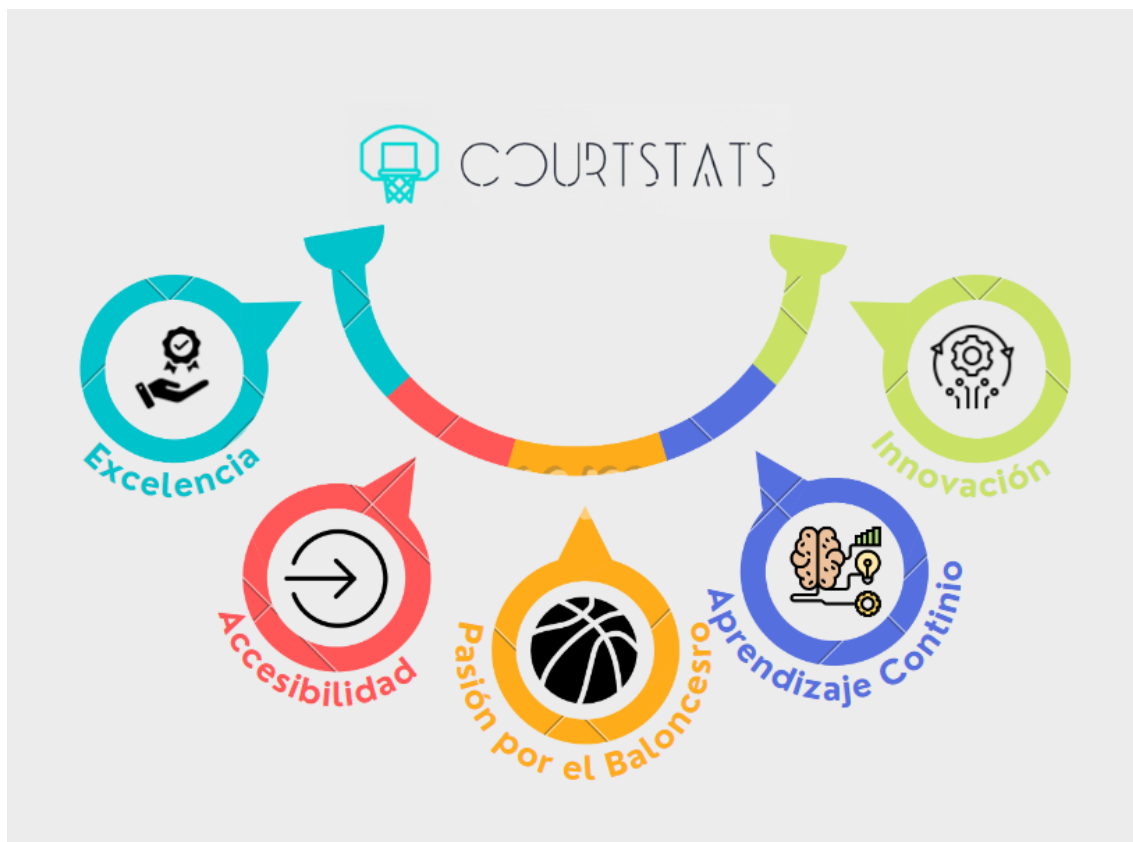 COURTSTATS
Excelencia
Accesibilidad
Pasión por el Baloncesro
Aprendizaje Continio
Innovación